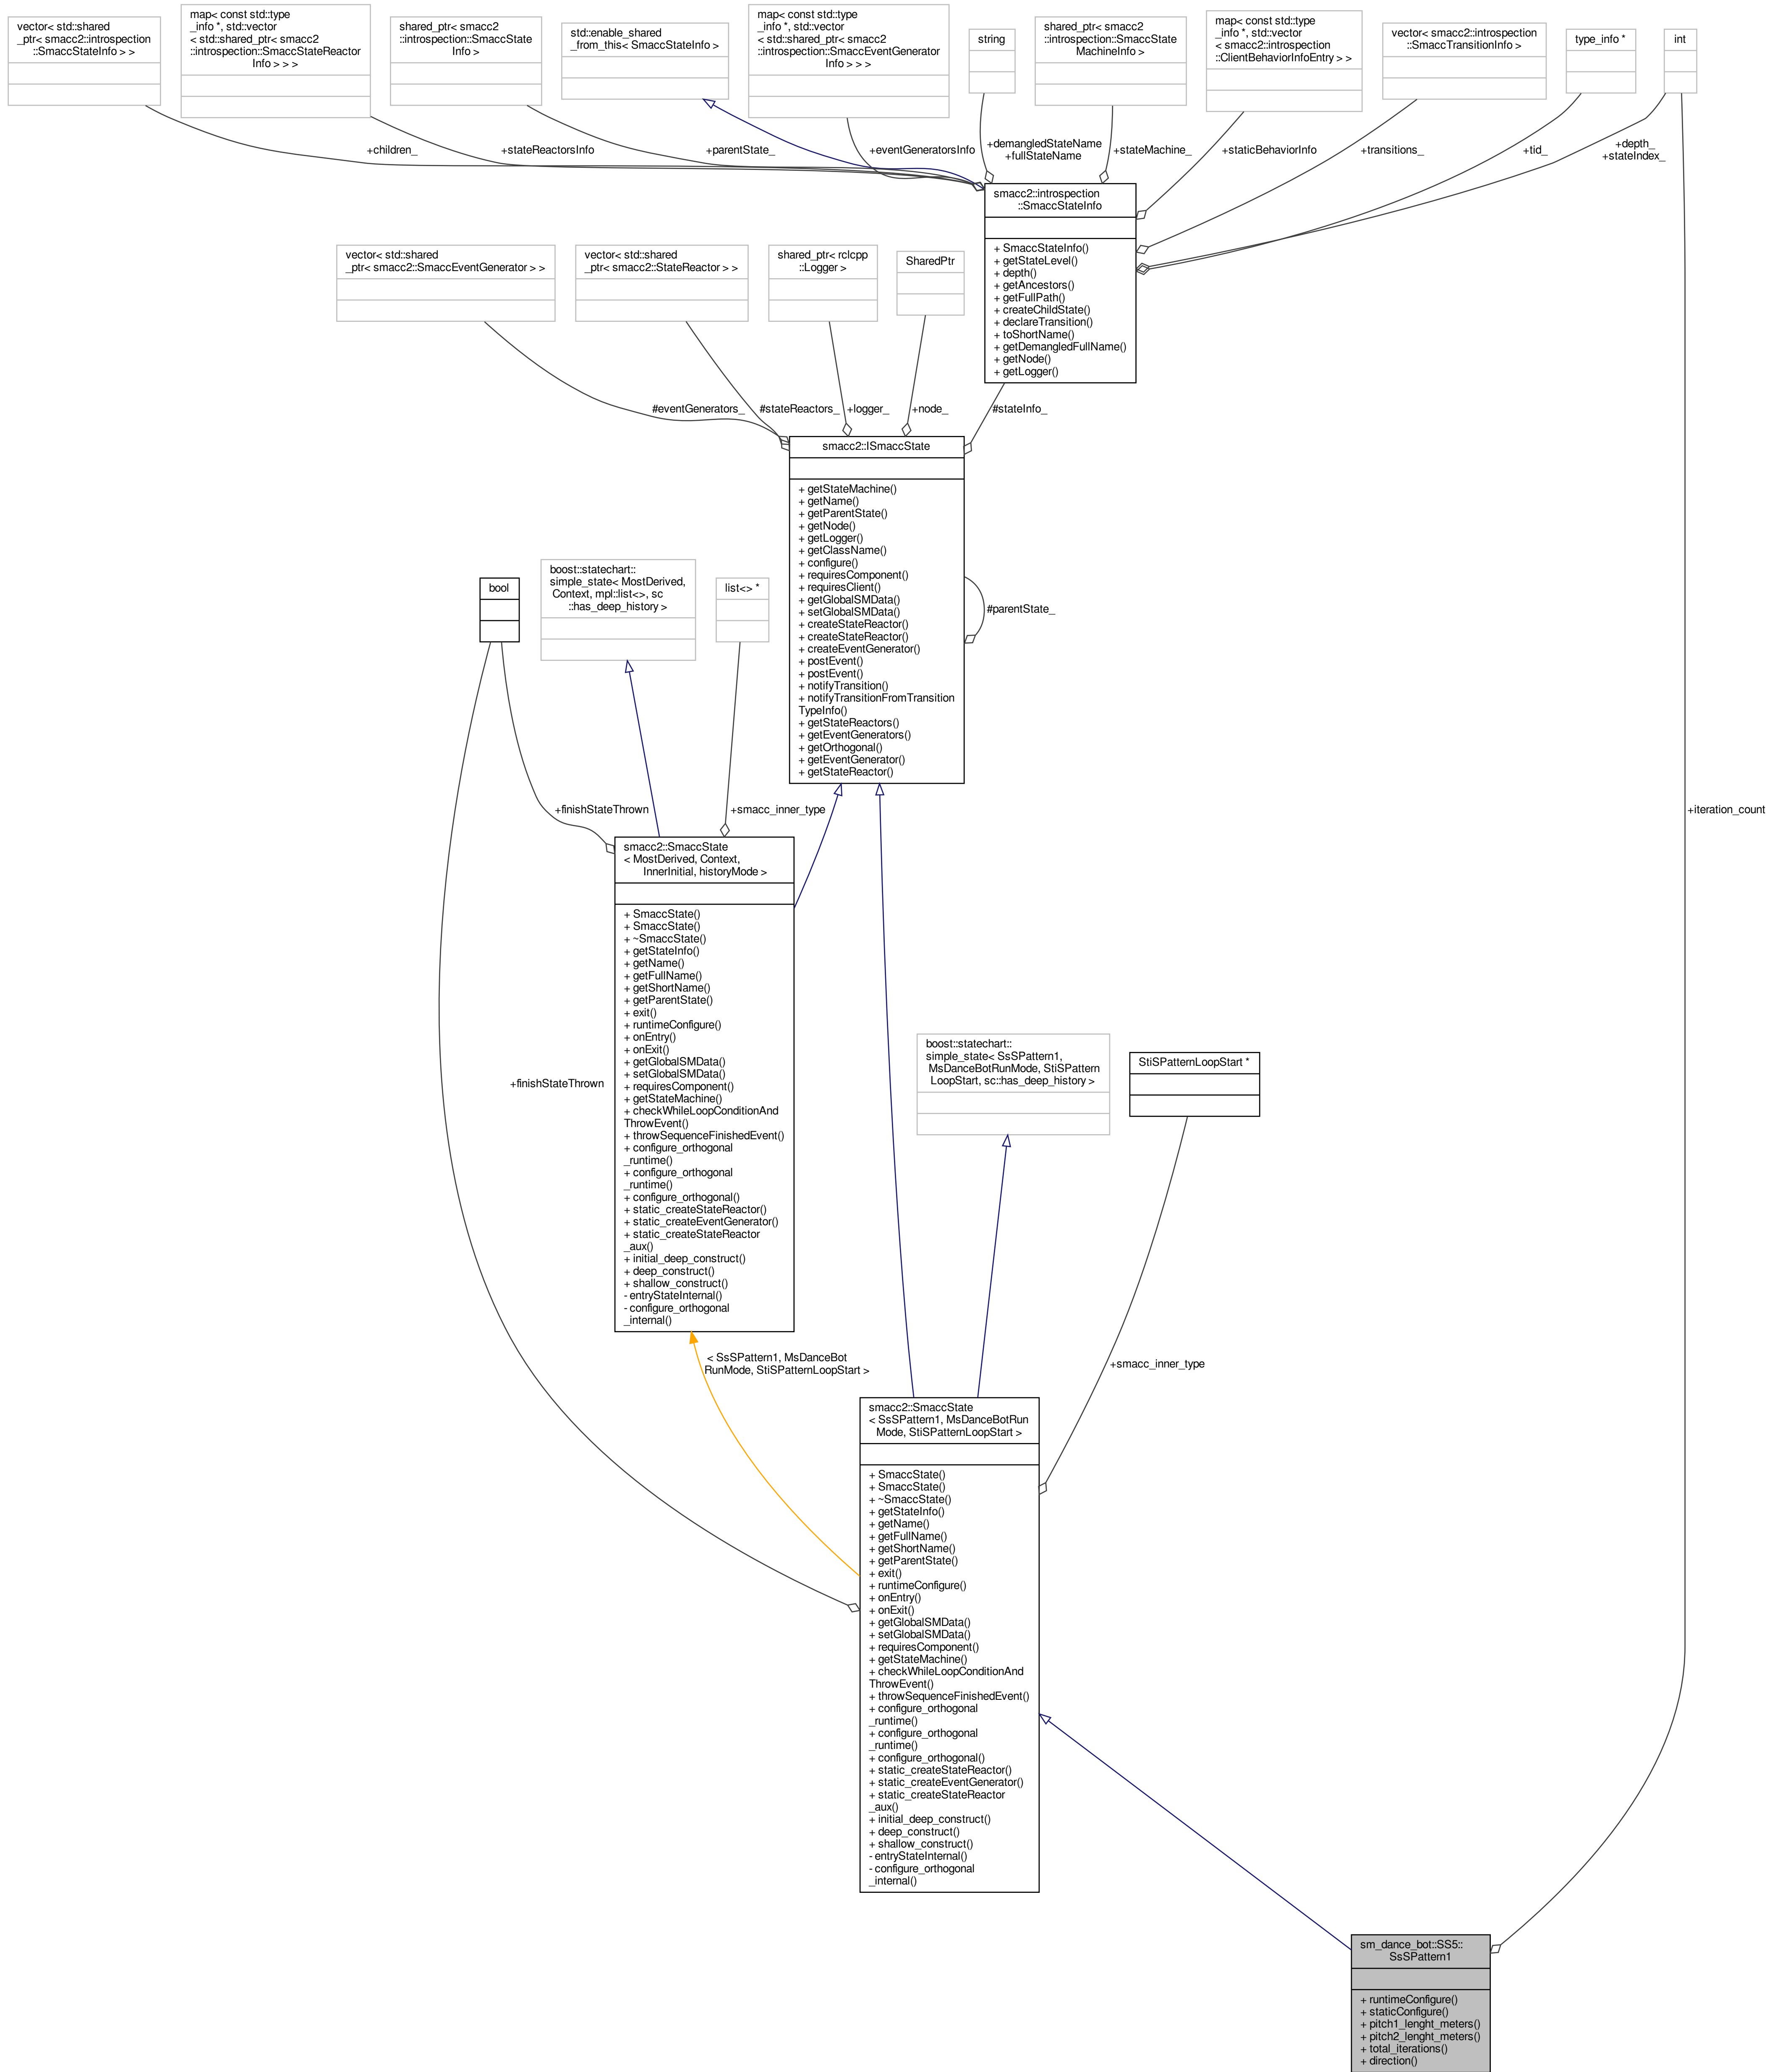 vector< std::shared
_ptr< smacc2::introspection
::SmaccStateInfo > >
map< const std::type
_info *, std::vector
< std::shared_ptr< smacc2
::introspection::SmaccStateReactor
Info > > >
shared_ptr< smacc2
::introspection::SmaccState
Info >
std::enable_shared
_from_this< SmaccStateInfo >
map< const std::type
_info *, std::vector
< std::shared_ptr< smacc2
::introspection::SmaccEventGenerator
Info > > >
string
shared_ptr< smacc2
::introspection::SmaccState
MachineInfo >
map< const std::type
_info *, std::vector
< smacc2::introspection
::ClientBehaviorInfoEntry > >
vector< smacc2::introspection
::SmaccTransitionInfo >
type_info *
int
+children_
+stateReactorsInfo
+parentState_
+eventGeneratorsInfo
+demangledStateName
+fullStateName
+stateMachine_
+staticBehaviorInfo
+transitions_
+tid_
+depth_
+stateIndex_
smacc2::introspection
::SmaccStateInfo
+ SmaccStateInfo()
+ getStateLevel()
+ depth()
+ getAncestors()
+ getFullPath()
+ createChildState()
+ declareTransition()
+ toShortName()
+ getDemangledFullName()
+ getNode()
+ getLogger()
vector< std::shared
_ptr< smacc2::SmaccEventGenerator > >
vector< std::shared
_ptr< smacc2::StateReactor > >
shared_ptr< rclcpp
::Logger >
SharedPtr
#eventGenerators_
#stateReactors_
+logger_
+node_
#stateInfo_
smacc2::ISmaccState
+ getStateMachine()
+ getName()
+ getParentState()
+ getNode()
+ getLogger()
+ getClassName()
+ configure()
+ requiresComponent()
+ requiresClient()
+ getGlobalSMData()
+ setGlobalSMData()
+ createStateReactor()
+ createStateReactor()
+ createEventGenerator()
+ postEvent()
+ postEvent()
+ notifyTransition()
+ notifyTransitionFromTransition
TypeInfo()
+ getStateReactors()
+ getEventGenerators()
+ getOrthogonal()
+ getEventGenerator()
+ getStateReactor()
#parentState_
bool
boost::statechart::
simple_state< MostDerived,
Context, mpl::list<>, sc
::has_deep_history >
list<> *
+finishStateThrown
+smacc_inner_type
+iteration_count
smacc2::SmaccState
< MostDerived, Context,
InnerInitial, historyMode >
+ SmaccState()
+ SmaccState()
+ ~SmaccState()
+ getStateInfo()
+ getName()
+ getFullName()
+ getShortName()
+ getParentState()
+ exit()
+ runtimeConfigure()
+ onEntry()
+ onExit()
+ getGlobalSMData()
+ setGlobalSMData()
+ requiresComponent()
+ getStateMachine()
+ checkWhileLoopConditionAnd
ThrowEvent()
+ throwSequenceFinishedEvent()
+ configure_orthogonal
_runtime()
+ configure_orthogonal
_runtime()
+ configure_orthogonal()
+ static_createStateReactor()
+ static_createEventGenerator()
+ static_createStateReactor
_aux()
+ initial_deep_construct()
+ deep_construct()
+ shallow_construct()
- entryStateInternal()
- configure_orthogonal
_internal()
+finishStateThrown
boost::statechart::
simple_state< SsSPattern1,
MsDanceBotRunMode, StiSPattern
LoopStart, sc::has_deep_history >
StiSPatternLoopStart *
< SsSPattern1, MsDanceBot
RunMode, StiSPatternLoopStart >
+smacc_inner_type
smacc2::SmaccState
< SsSPattern1, MsDanceBotRun
Mode, StiSPatternLoopStart >
+ SmaccState()
+ SmaccState()
+ ~SmaccState()
+ getStateInfo()
+ getName()
+ getFullName()
+ getShortName()
+ getParentState()
+ exit()
+ runtimeConfigure()
+ onEntry()
+ onExit()
+ getGlobalSMData()
+ setGlobalSMData()
+ requiresComponent()
+ getStateMachine()
+ checkWhileLoopConditionAnd
ThrowEvent()
+ throwSequenceFinishedEvent()
+ configure_orthogonal
_runtime()
+ configure_orthogonal
_runtime()
+ configure_orthogonal()
+ static_createStateReactor()
+ static_createEventGenerator()
+ static_createStateReactor
_aux()
+ initial_deep_construct()
+ deep_construct()
+ shallow_construct()
- entryStateInternal()
- configure_orthogonal
_internal()
sm_dance_bot::SS5::
SsSPattern1
+ runtimeConfigure()
+ staticConfigure()
+ pitch1_lenght_meters()
+ pitch2_lenght_meters()
+ total_iterations()
+ direction()